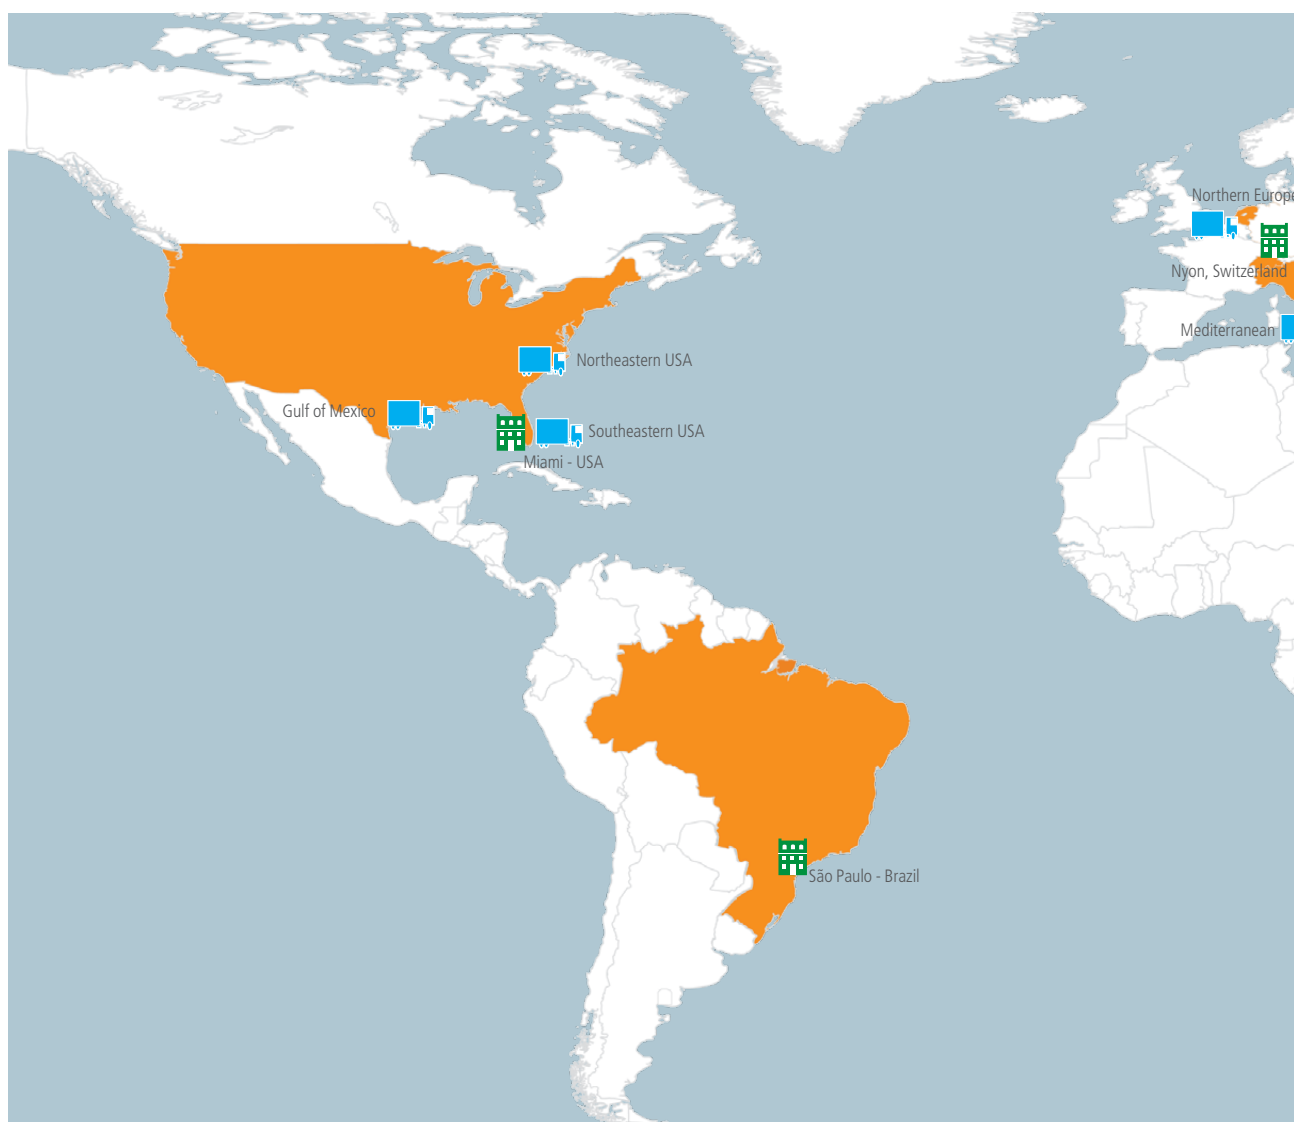 Northern Europe
Nyon, Switzerland
Mediterranean
Northeastern USA
Gulf of Mexico
Southeastern USA
Miami - USA
São Paulo - Brazil